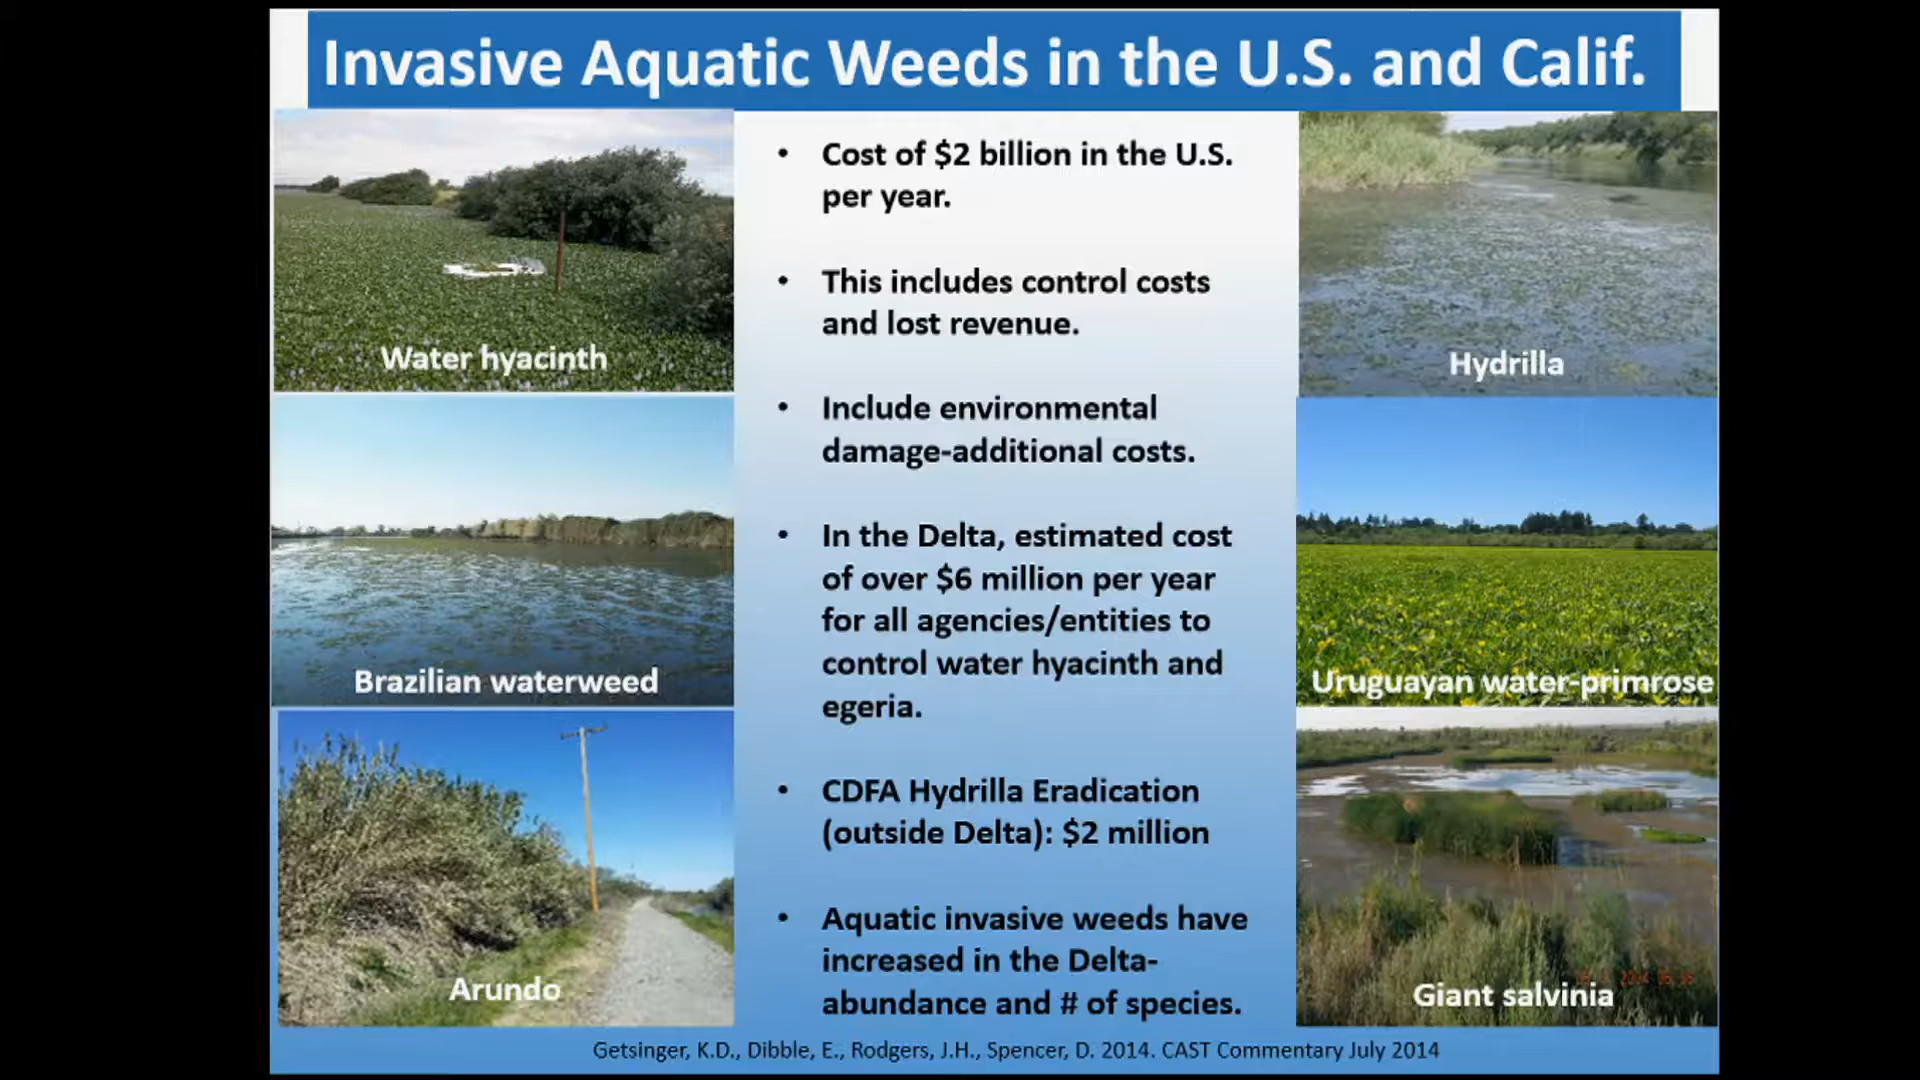 Invasive Aquatic Weeds in the U.S. and Calif.
Water hyacinth
Brazilian waterweed
Arundo
• Cost of $2 billion in the U.S.
per year.
• This includes control costs
and lost revenue.
• Include environmental
damage-additional costs.
• In the Delta, estimated cost
of over $6 million per year
for all agencies/entities to
control water hyacinth and
egeria.
• CDFA Hydrilla Eradication
(outside Delta): $2 million
• Aquatic invasive weeds have
increased in the Delta-
abundance and # of species.
Hydrilla
Uruguayan water-primrose
Giant salvinia
Getsinger, K.D., Dibble, E., Rodgers, J.H., Spencer, D. 2014. CAST Commentary July 2014